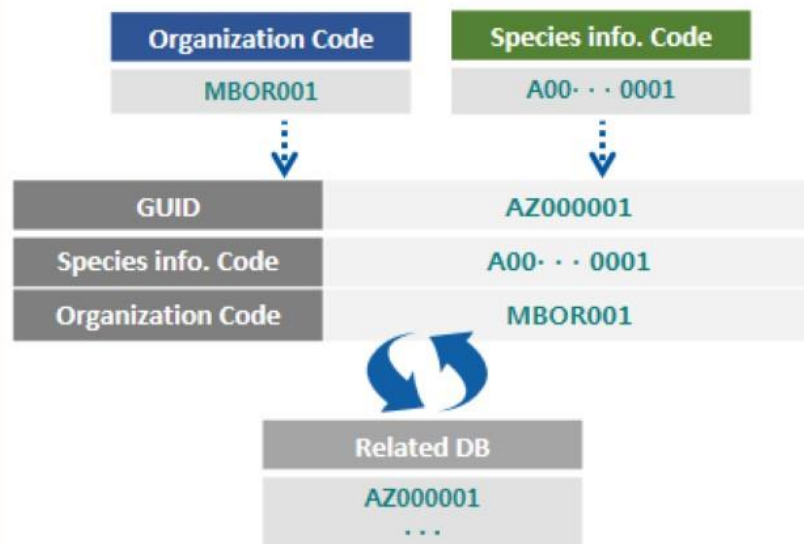 Organization Code
Species info. Code
MBOR001
A00· · · 0001
GUID
AZ000001
Species info. Code
A00· · · 0001
Organization Code
MBOR001
Related DB
AZ000001
· · ·